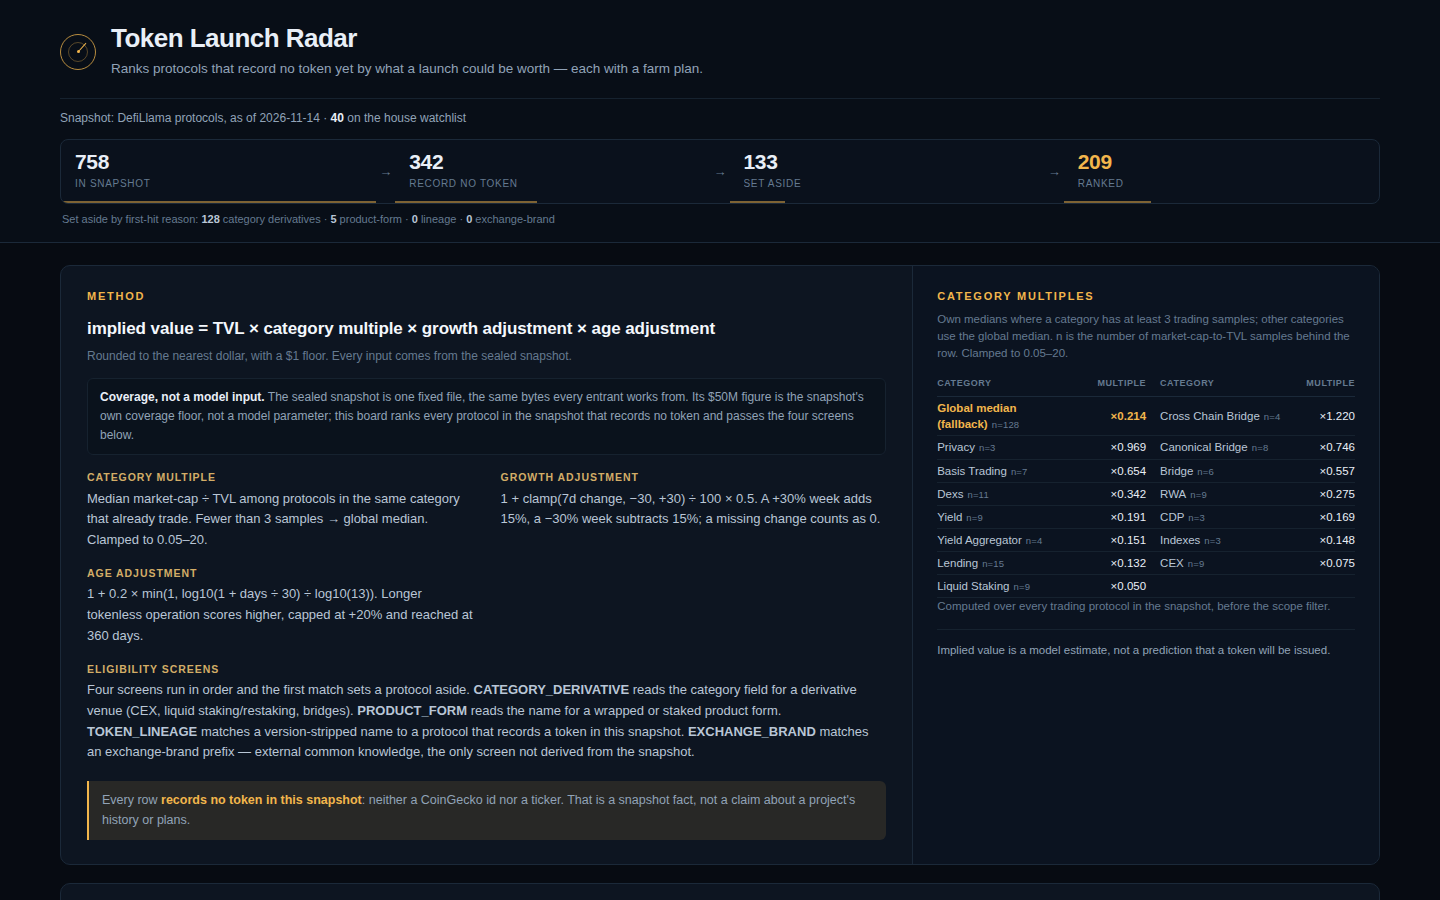 Token Launch Radar
Ranks protocols that record no token yet by what a launch could be worth — each with a farm plan.
Snapshot: DefiLlama protocols, as of 2026-11-14 · 40 on the house watchlist
758
IN SNAPSHOT
→
342
RECORD NO TOKEN
→
133
SET ASIDE
→
209
RANKED
Set aside by first-hit reason: 128 category derivatives · 5 product-form · 0 lineage · 0 exchange-brand
METHOD
implied value = TVL × category multiple × growth adjustment × age adjustment
Rounded to the nearest dollar, with a $1 floor. Every input comes from the sealed snapshot.
Coverage, not a model input. The sealed snapshot is one fixed file, the same bytes every entrant works from. Its $50M figure is the snapshot's
own coverage floor, not a model parameter; this board ranks every protocol in the snapshot that records no token and passes the four screens
below.
CATEGORY MULTIPLE
Median market-cap ÷ TVL among protocols in the same category
that already trade. Fewer than 3 samples → global median.
Clamped to 0.05–20.
GROWTH ADJUSTMENT
1 + clamp(7d change, −30, +30) ÷ 100 × 0.5. A +30% week adds
15%, a −30% week subtracts 15%; a missing change counts as 0.
AGE ADJUSTMENT
1 + 0.2 × min(1, log10(1 + days ÷ 30) ÷ log10(13)). Longer
tokenless operation scores higher, capped at +20% and reached at
360 days.
ELIGIBILITY SCREENS
Four screens run in order and the first match sets a protocol aside. CATEGORY_DERIVATIVE reads the category field for a derivative
venue (CEX, liquid staking/restaking, bridges). PRODUCT_FORM reads the name for a wrapped or staked product form.
TOKEN_LINEAGE matches a version-stripped name to a protocol that records a token in this snapshot. EXCHANGE_BRAND matches
an exchange-brand prefix — external common knowledge, the only screen not derived from the snapshot.
Every row records no token in this snapshot: neither a CoinGecko id nor a ticker. That is a snapshot fact, not a claim about a project's
history or plans.
CATEGORY MULTIPLES
Own medians where a category has at least 3 trading samples; other categories
use the global median. n is the number of market-cap-to-TVL samples behind the
row. Clamped to 0.05–20.
CATEGORY MULTIPLE CATEGORY MULTIPLE
Global median
(fallback) n=128 ×0.214 Cross Chain Bridge n=4 ×1.220
Privacy n=3 ×0.969 Canonical Bridge n=8 ×0.746
Basis Trading n=7 ×0.654 Bridge n=6 ×0.557
Dexs n=11 ×0.342 RWA n=9 ×0.275
Yield n=9 ×0.191 CDP n=3 ×0.169
Yield Aggregator n=4 ×0.151 Indexes n=3 ×0.148
Lending n=15 ×0.132 CEX n=9 ×0.075
Liquid Staking n=9 ×0.050
Computed over every trading protocol in the snapshot, before the scope filter.
Implied value is a model estimate, not a prediction that a token will be issued.